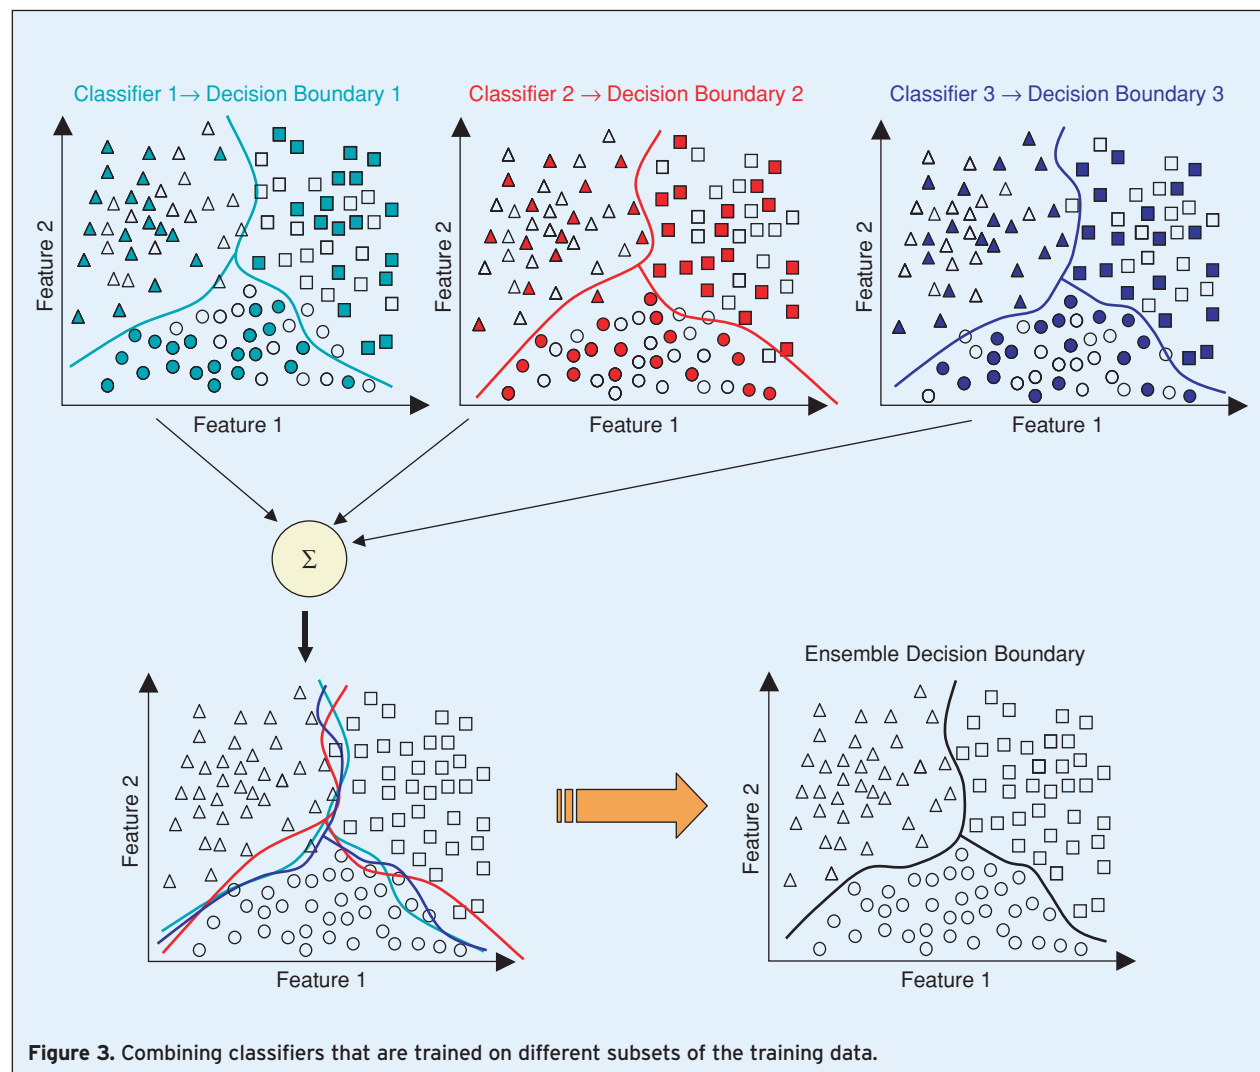 Classifier 1→ Decision Boundary 1
Classifier 2 → Decision Boundary 2
Classifier 3 → Decision Boundary 3
Feature 2
Feature 1
Feature 2
Feature 1
Feature 2
Feature 1
Σ
Feature 2
Feature 1
Ensemble Decision Boundary
Feature 2
Feature 1
Figure 3. Combining classifiers that are trained on different subsets of the training data.